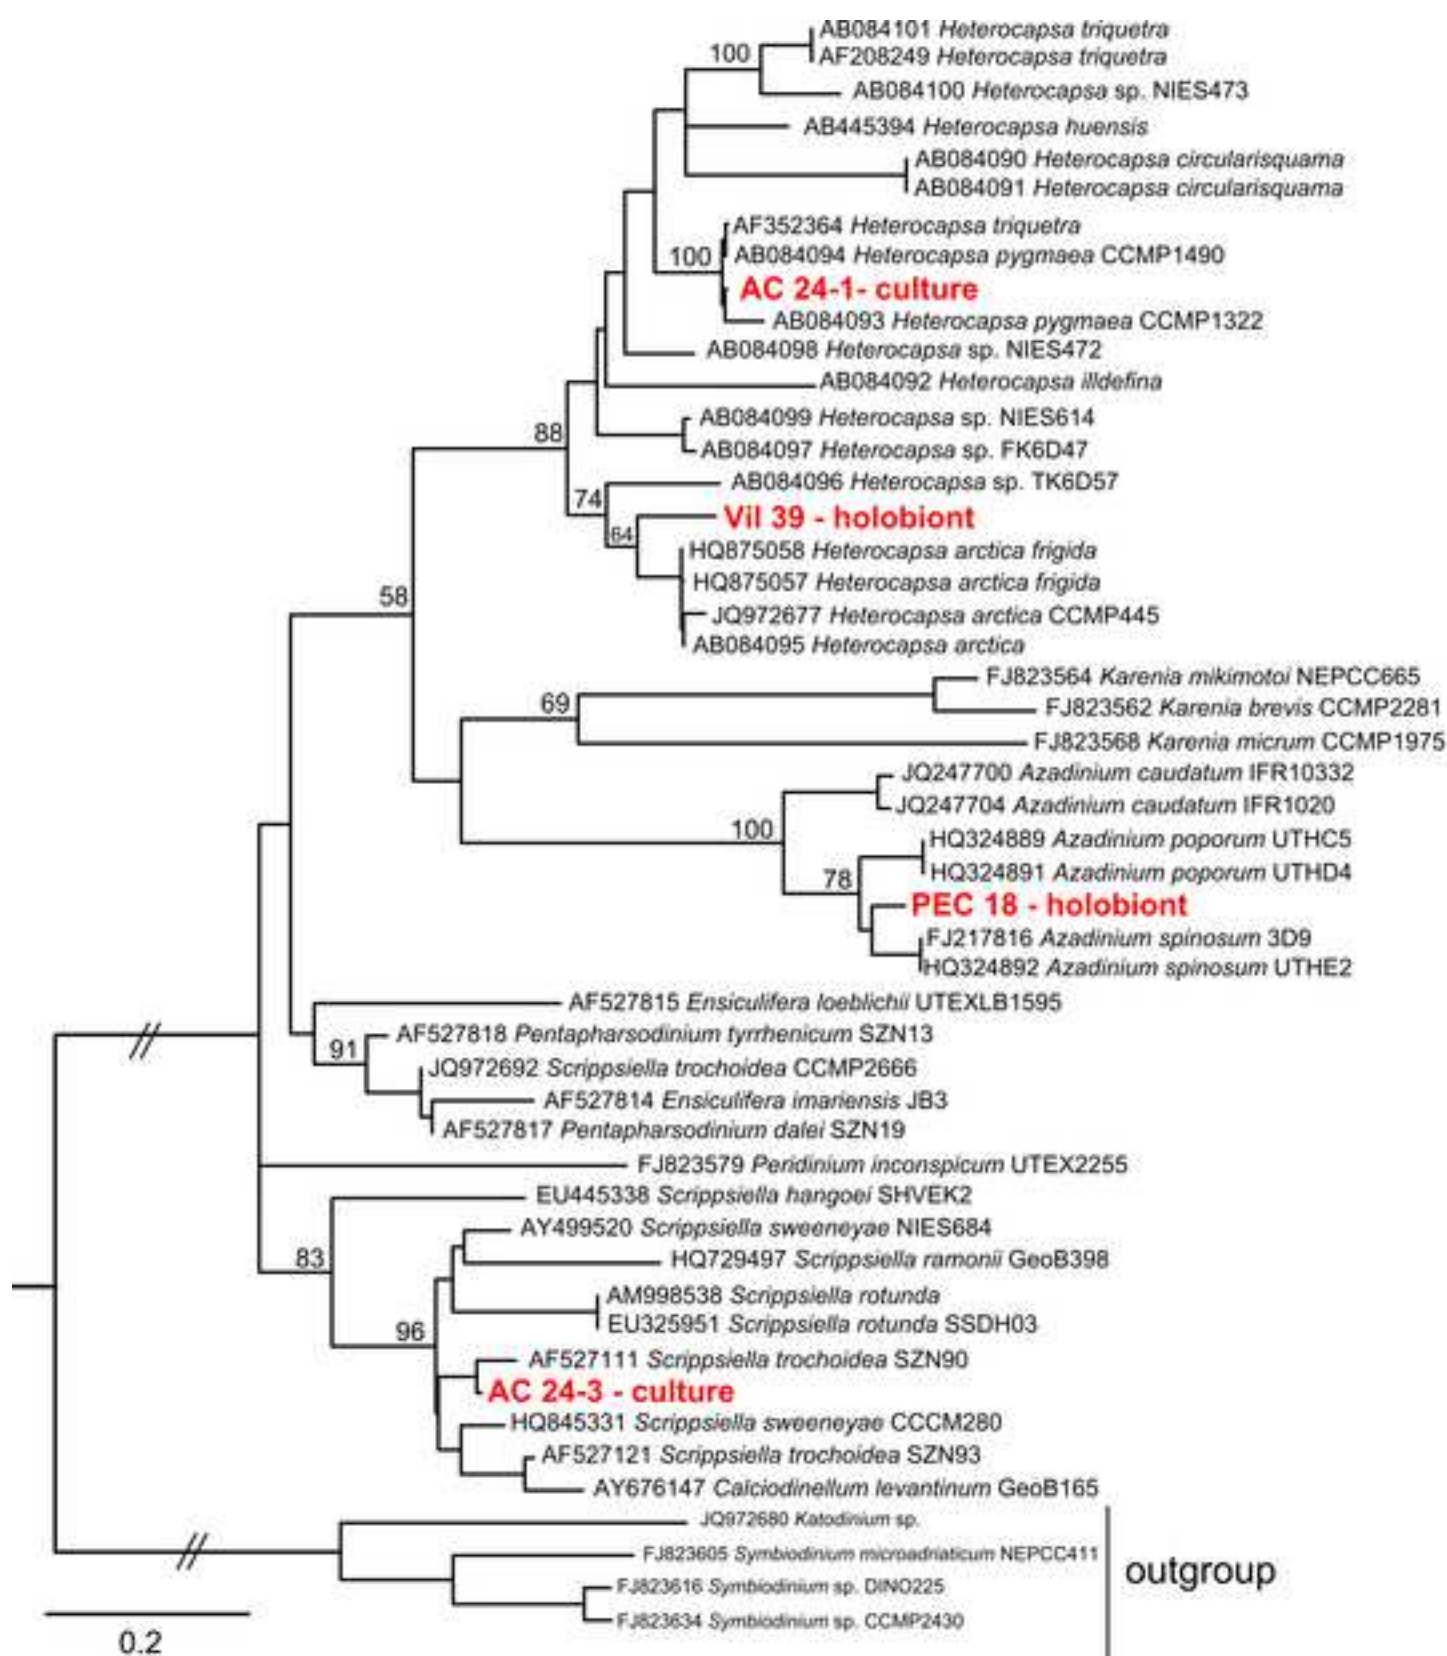 AB084101 Heterocapsa triquetra
100
AF208249 Heterocapsa triquetra
AB084100 Heterocapsa sp. NIES473
AB445394 Heterocapsa huensis
AB084090 Heterocapsa circularisquama
AB084091 Heterocapsa circularisquama
AF352364 Heterocapsa triquetra
100
AB084094 Heterocapsa pygmaea CCMP1490
AC 24-1- culture
AB084093 Heterocapsa pygmaea CCMP1322
AB084098 Heterocapsa sp. NIES472
AB084092 Heterocapsa illdefina
AB084099 Heterocapsa sp. NIES614
88
AB084097 Heterocapsa sp. FK6D47
AB084096 Heterocapsa sp. TK6D57
74
Vil 39 - holobiont
64
HQ875058 Heterocapsa arctica frigida
HQ875057 Heterocapsa arctica frigida
58
JQ972677 Heterocapsa arctica CCMP445
AB084095 Heterocapsa arctica
FJ823564 Karenia mikimotoi NEPCC665
69
FJ823562 Karenia brevis CCMP2281
FJ823568 Karenia micrum CCMP1975
JQ247700 Azadinium caudatum IFR10332
JQ247704 Azadinium caudatum IFR1020
100
HQ324889 Azadinium poporum UTHC5
HQ324891 Azadinium poporum UTHD4
78
PEC 18 - holobiont
FJ217816 Azadinium spinosum 3D9
HQ324892 Azadinium spinosum UTHE2
AF527815 Ensiculifera loeblichii UTEXLB1595
AF527818 Pentapharsodinium tyrrhenicum SZN13
91
JQ972692 Scrippsiella trochoidea CCMP2666
AF527814 Ensiculifera imariensis JB3
AF527817 Pentapharsodinium dalei SZN19
FJ823579 Peridinium inconspicum UTEX2255
EU445338 Scrippsiella hangoei SHVEK2
AY499520 Scrippsiella sweeneyae NIES684
83
HQ729497 Scrippsiella ramonii GeoB398
AM998538 Scrippsiella rotunda
EU325951 Scrippsiella rotunda SSDH03
96
AF527111 Scrippsiella trochoidea SZN90
AC 24-3 - culture
HQ845331 Scrippsiella sweeneyae CCCM280
AF527121 Scrippsiella trochoidea SZN93
AY676147 Calciodinellum levantinum GeoB165
JQ972680 Katodinium sp.
FJ823605 Symbiodinium microadriaticum NEPCC411
outgroup
FJ823616 Symbiodinium sp. DINO225
FJ823634 Symbiodinium sp. CCMP2430
0.2